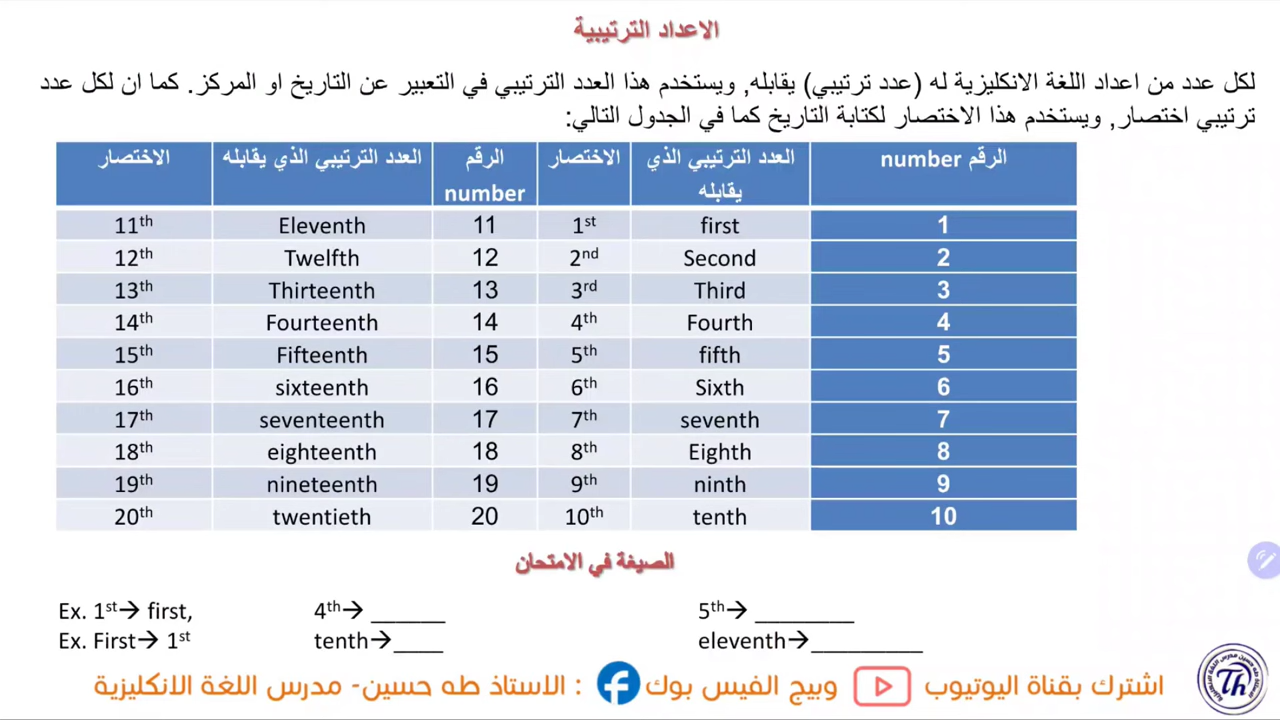 الاعداد الترتيبية
لكل عدد من اعداد اللغة الانكليزية له (عدد ترتيبي) يقابله, ويستخدم هذا العدد الترتيبي في التعبير عن التاريخ او المركز. كما ان لكل عدد
ترتيبي اختصار, ويستخدم هذا الاختصار لكتابة التاريخ كما في الجدول التالي:
الرقم number | العدد الترتيبي الذي يقابله | الاختصار | الرقم number | العدد الترتيبي الذي يقابله | الاختصار
1 | first | 1st | 11 | Eleventh | 11th
2 | Second | 2nd | 12 | Twelfth | 12th
3 | Third | 3rd | 13 | Thirteenth | 13th
4 | Fourth | 4th | 14 | Fourteenth | 14th
5 | fifth | 5th | 15 | Fifteenth | 15th
6 | Sixth | 6th | 16 | sixteenth | 16th
7 | seventh | 7th | 17 | seventeenth | 17th
8 | Eighth | 8th | 18 | eighteenth | 18th
9 | ninth | 9th | 19 | nineteenth | 19th
10 | tenth | 10th | 20 | twentieth | 20th
الصيغة في الامتحان
Ex. 1st→ first, 4th→ ______ 5th→ ________
Ex. First→ 1st tenth→____ eleventh→_________
اشترك بقناة اليوتيوب وبيج الفيس بوك : الاستاذ طه حسين- مدرس اللغة الانكليزية
Th